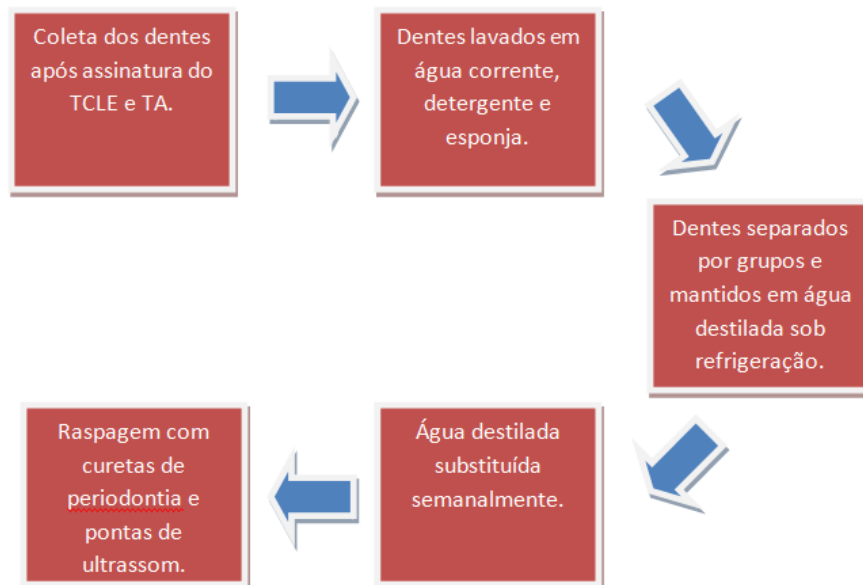 Coleta dos dentes
após assinatura do
TCLE e TA.
Dentes lavados em
água corrente,
detergente e
esponja.
Dentes separados
por grupos e
mantidos em água
destilada sob
refrigeração.
Água destilada
substituída
semanalmente.
Raspagem com
curetas de
periodontia e
pontas de
ultrassom.